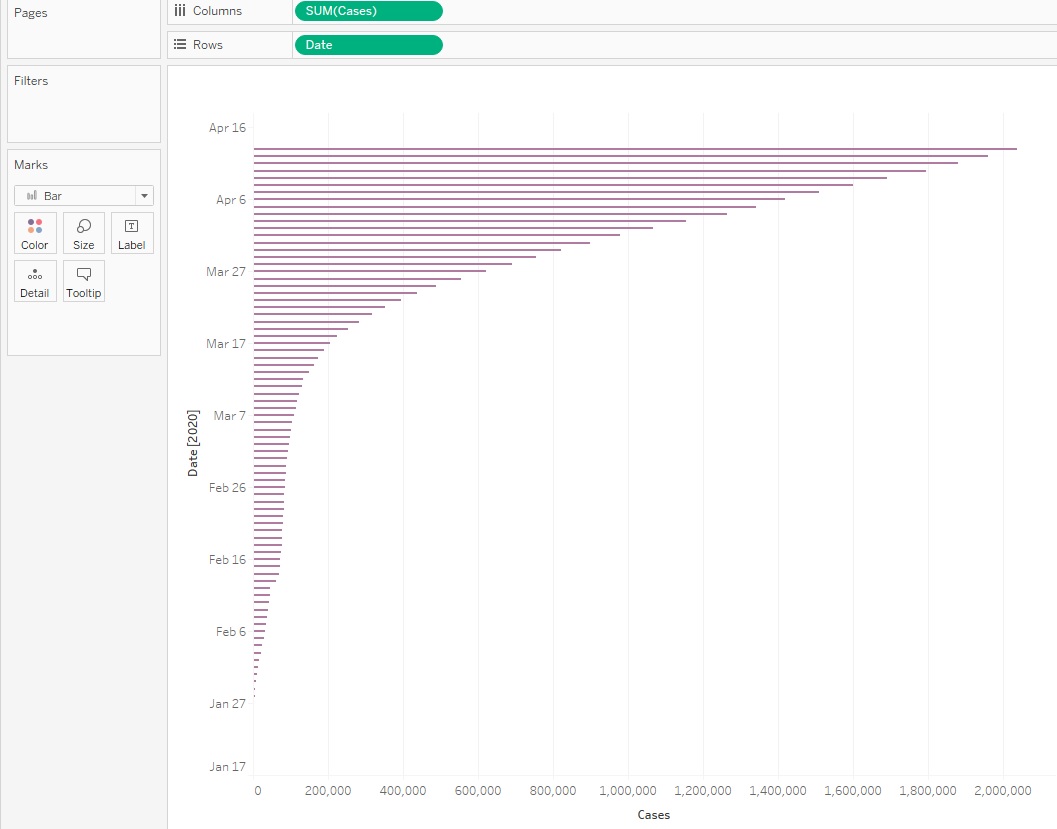 Pages
Columns
SUM(Cases)
Rows
Date
Filters
Marks
Bar
Color
Size
Label
Detail
Tooltip
Apr 16
Apr 6
Mar 27
Mar 17
Mar 7
Feb 26
Feb 16
Feb 6
Jan 27
Jan 17
Date [2020]
0 200,000 400,000 600,000 800,000 1,000,000 1,200,000 1,400,000 1,600,000 1,800,000 2,000,000
Cases